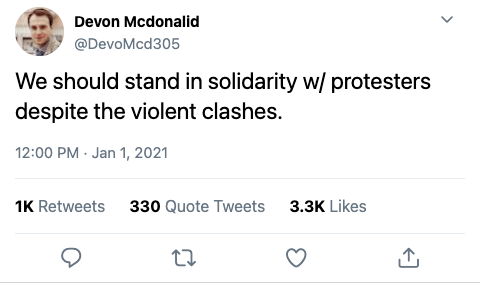 Devon Mcdonalid
@DevoMcd305
We should stand in solidarity w/ protesters
despite the violent clashes.
12:00 PM · Jan 1, 2021
1K Retweets 330 Quote Tweets 3.3K Likes